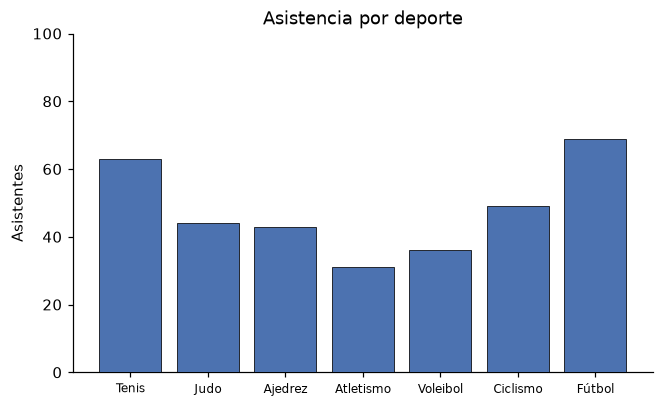 Asistencia por deporte
Asistentes
100
80
60
40
20
0
Tenis Judo Ajedrez Atletismo Voleibol Ciclismo Fútbol